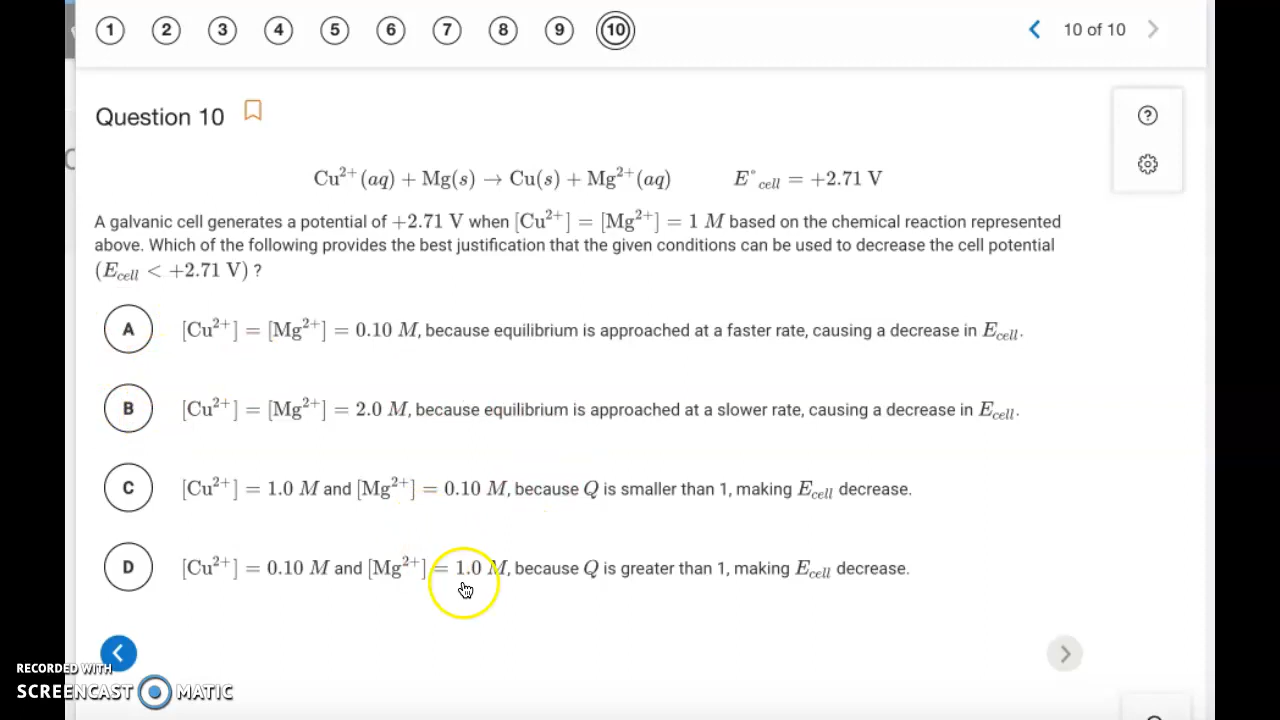 1 2 3 4 5 6 7 8 9 10 10 of 10
Question 10
Cu²⁺(aq) + Mg(s) → Cu(s) + Mg²⁺(aq) E°cell = +2.71 V
A galvanic cell generates a potential of +2.71 V when [Cu²⁺] = [Mg²⁺] = 1 M based on the chemical reaction represented
above. Which of the following provides the best justification that the given conditions can be used to decrease the cell potential
(Ecell < +2.71 V) ?
A [Cu²⁺] = [Mg²⁺] = 0.10 M, because equilibrium is approached at a faster rate, causing a decrease in Ecell.
B [Cu²⁺] = [Mg²⁺] = 2.0 M, because equilibrium is approached at a slower rate, causing a decrease in Ecell.
C [Cu²⁺] = 1.0 M and [Mg²⁺] = 0.10 M, because Q is smaller than 1, making Ecell decrease.
D [Cu²⁺] = 0.10 M and [Mg²⁺] = 1.0 M, because Q is greater than 1, making Ecell decrease.
RECORDED WITH
SCREENCAST MATIC